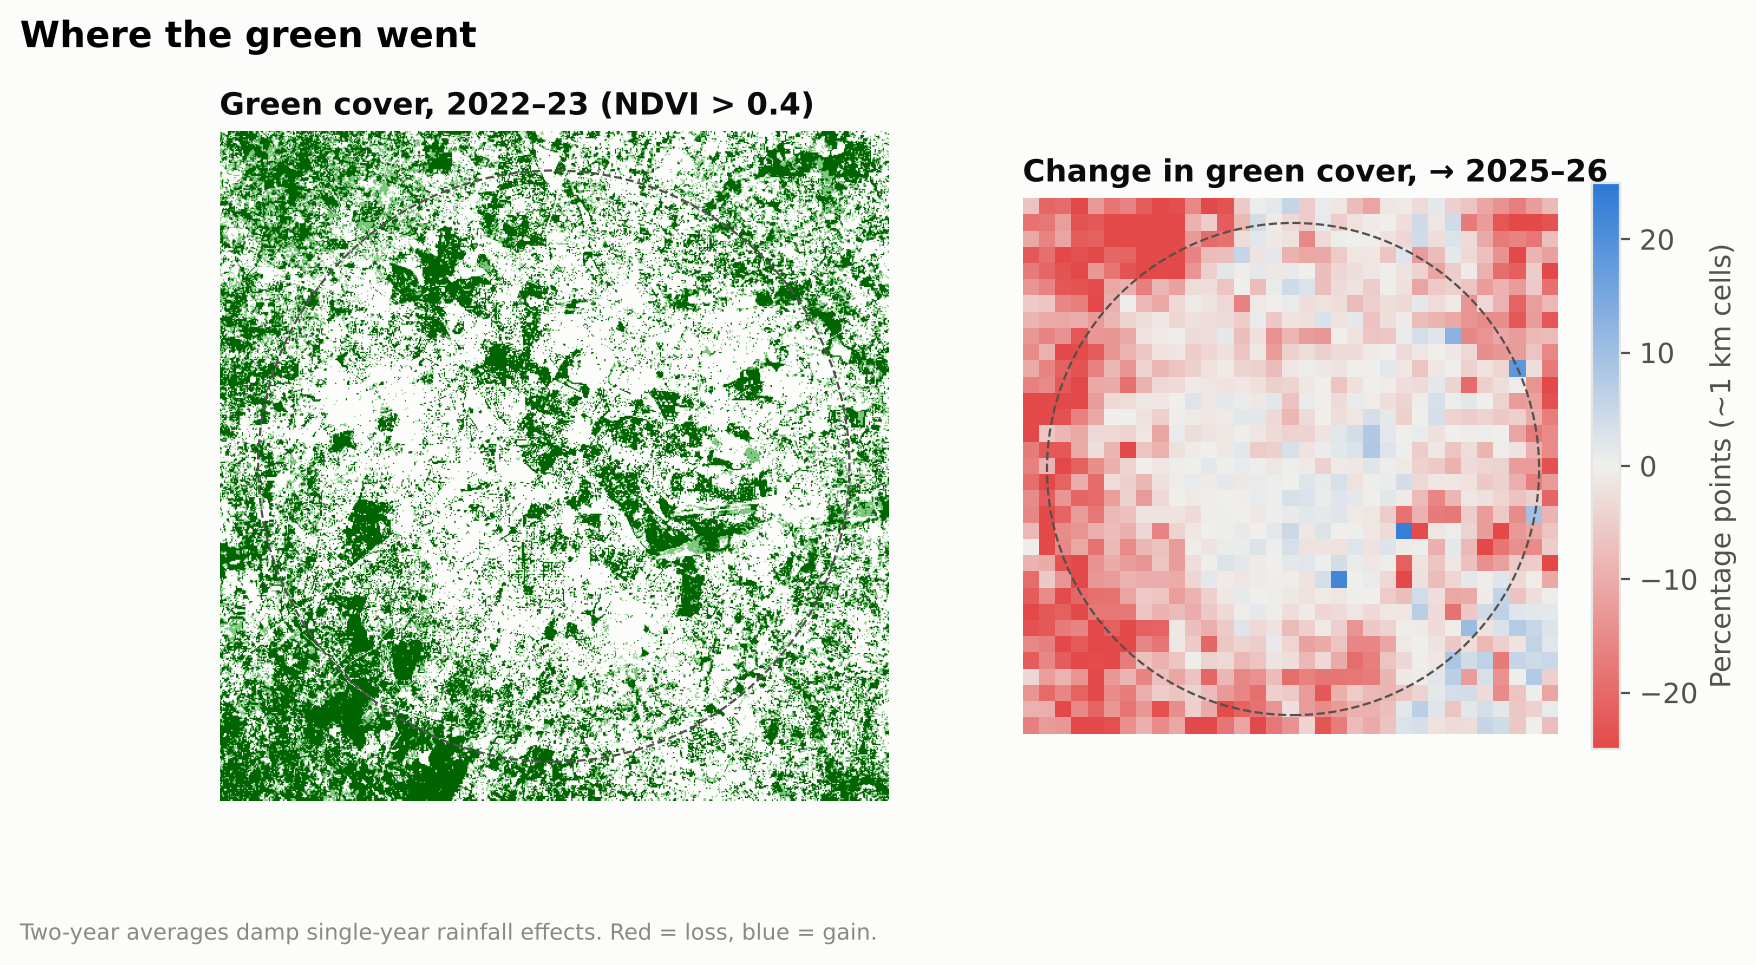 Where the green went
Green cover, 2022–23 (NDVI > 0.4)
Change in green cover, → 2025–26
20
10
0
−10
−20
Percentage points (~1 km cells)
Two-year averages damp single-year rainfall effects. Red = loss, blue = gain.